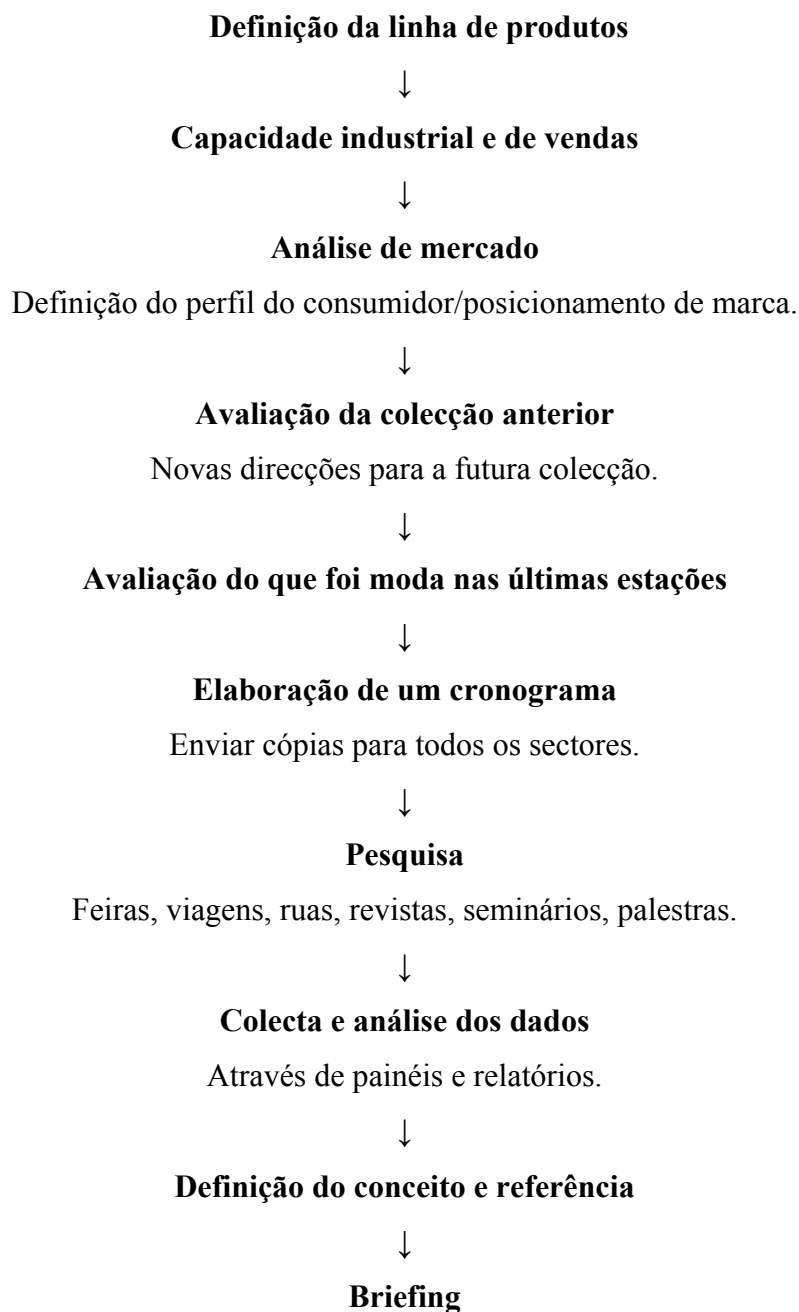 Definição da linha de produtos
↓
Capacidade industrial e de vendas
↓
Análise de mercado
Definição do perfil do consumidor/posicionamento de marca.
↓
Avaliação da colecção anterior
Novas direcções para a futura colecção.
↓
Avaliação do que foi moda nas últimas estações
↓
Elaboração de um cronograma
Enviar cópias para todos os sectores.
↓
Pesquisa
Feiras, viagens, ruas, revistas, seminários, palestras.
↓
Colecta e análise dos dados
Através de painéis e relatórios.
↓
Definição do conceito e referência
↓
Briefing